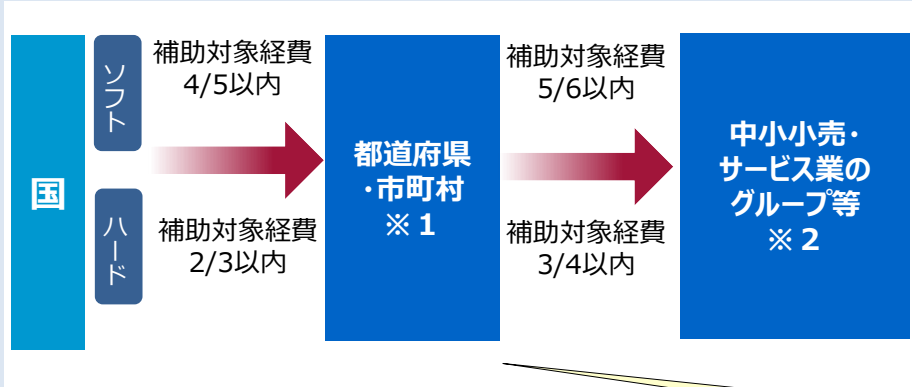 国
ソフト
ハード
補助対象経費
4/5以内
補助対象経費
2/3以内
都道府県
・市町村
※１
補助対象経費
5/6以内
補助対象経費
3/4以内
中小小売・
サービス業の
グループ等
※２